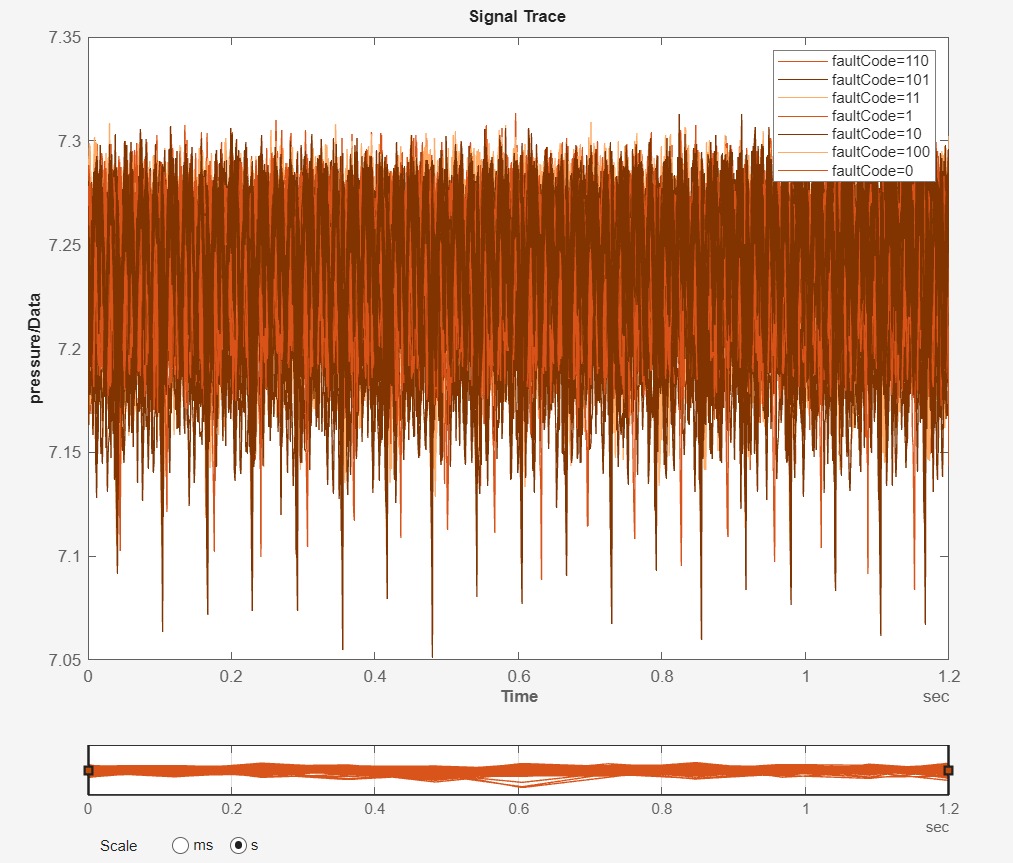 Signal Trace
7.35
7.3
7.25
7.2
7.15
7.1
7.05
pressure/Data
faultCode=110
faultCode=101
faultCode=11
faultCode=1
faultCode=10
faultCode=100
faultCode=0
0 0.2 0.4 0.6 0.8 1 1.2
Time
sec
0 0.2 0.4 0.6 0.8 1 1.2
sec
Scale ms s